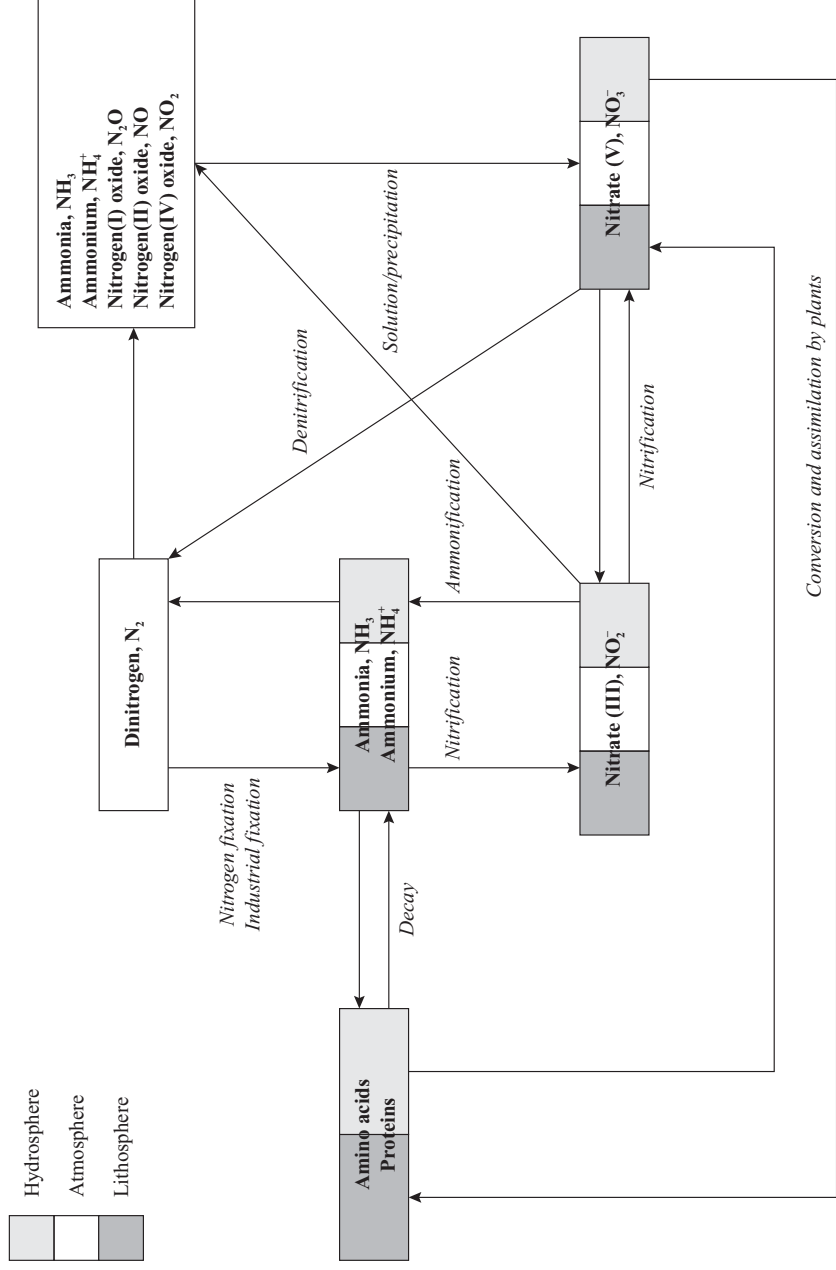 Hydrosphere
Atmosphere
Lithosphere
Dinitrogen, N₂
Ammonia, NH₃
Ammonium, NH₄⁺
Nitrogen(I) oxide, N₂O
Nitrogen(II) oxide, NO
Nitrogen(IV) oxide, NO₂
Nitrogen fixation
Industrial fixation
Denitrification
Solution/precipitation
Amino acids
Proteins
Decay
Ammonia, NH₃
Ammonium, NH₄⁺
Nitrification
Ammonification
Nitrate (III), NO₂⁻
Nitrification
Nitrate (V), NO₃⁻
Conversion and assimilation by plants